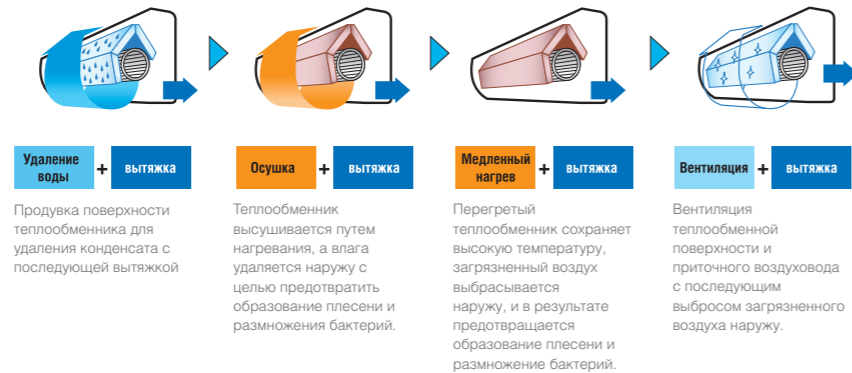 Удаление
воды
+
вытяжка
Продувка поверхности
теплообменника для
удаления конденсата с
последующей вытяжкой
Осушка
+
вытяжка
Теплообменник
высушивается путем
нагревания, а влага
удаляется наружу с
целью предотвратить
образование плесени и
размножения бактерий.
Медленный
нагрев
+
вытяжка
Перегретый
теплообменник сохраняет
высокую температуру,
загрязненный воздух
выбрасывается
наружу, и в результате
предотвращается
образование плесени и
размножение бактерий.
Вентиляция
+
вытяжка
Вентиляция
теплообменной
поверхности и
приточного воздуховода
с последующим
выбросом загрязненного
воздуха наружу.